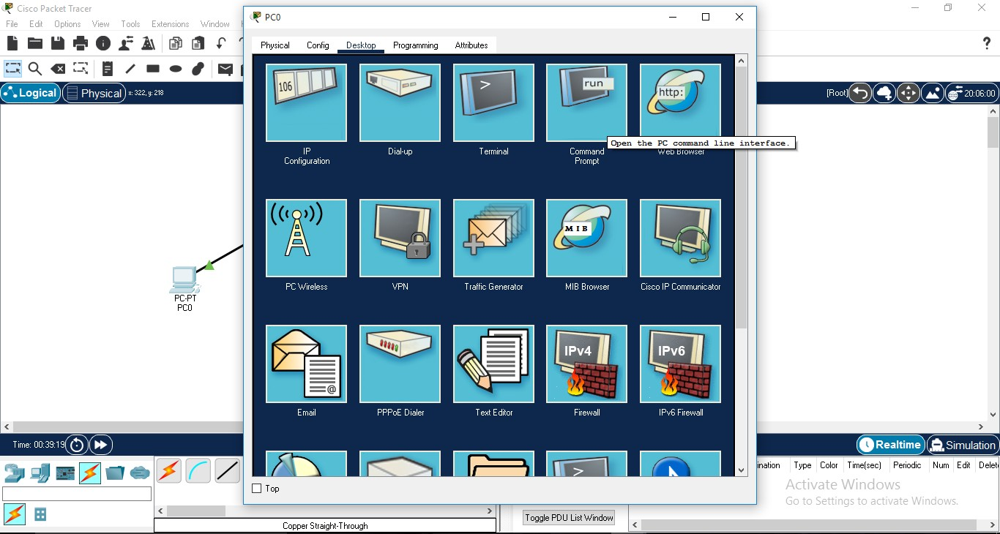 Cisco Packet Tracer
File Edit Options View Tools Extensions Window
Logical
Physical
x: 322, y: 218
PC-PT
PC0
PC0
Physical Config Desktop Programming Attributes
106
IP
Configuration
Dial-up
>
Terminal
run
Command
Prompt
http:
Web Browser
Open the PC command line interface.
PC Wireless
VPN
Traffic Generator
MIB
MIB Browser
Cisco IP Communicator
@
Email
PPPoE Dialer
Text Editor
IPv4
Firewall
IPv6
IPv6 Firewall
>
Top
?
[Root]
20:06:00
Time: 00:39:19
Realtime
Simulation
Copper Straight-Through
Toggle PDU List Window
ination Type Color Time(sec) Periodic Num Edit Delet
Activate Windows
Go to Settings to activate Windows.